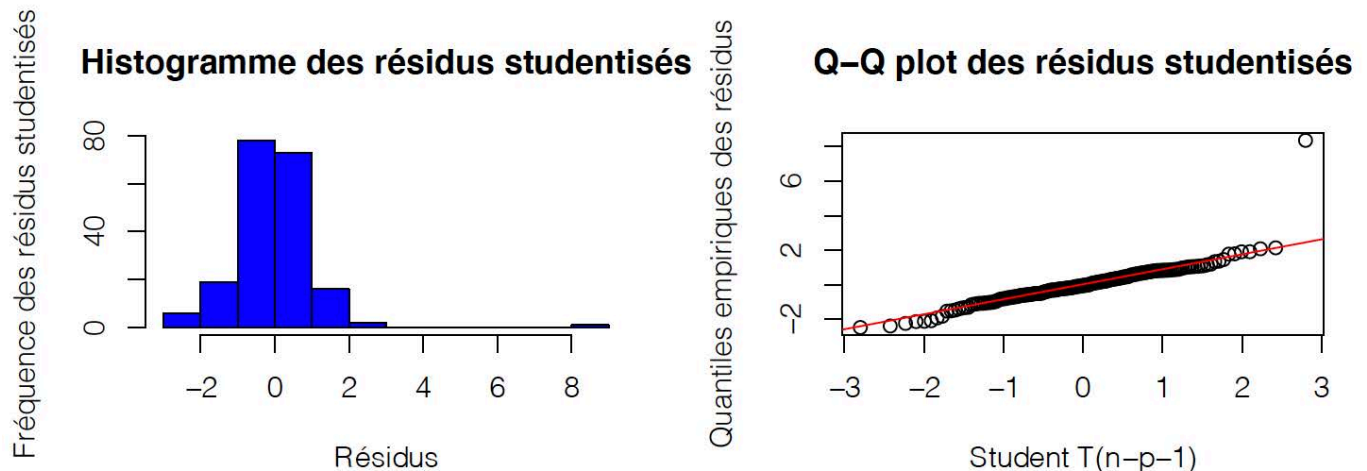 Histogramme des résidus studentisés
Fréquence des résidus studentisés
80
40
0
−2 0 2 4 6 8
Résidus
Q−Q plot des résidus studentisés
Quantiles empiriques des résidus
6
2
−2
−3 −2 −1 0 1 2 3
Student T(n−p−1)